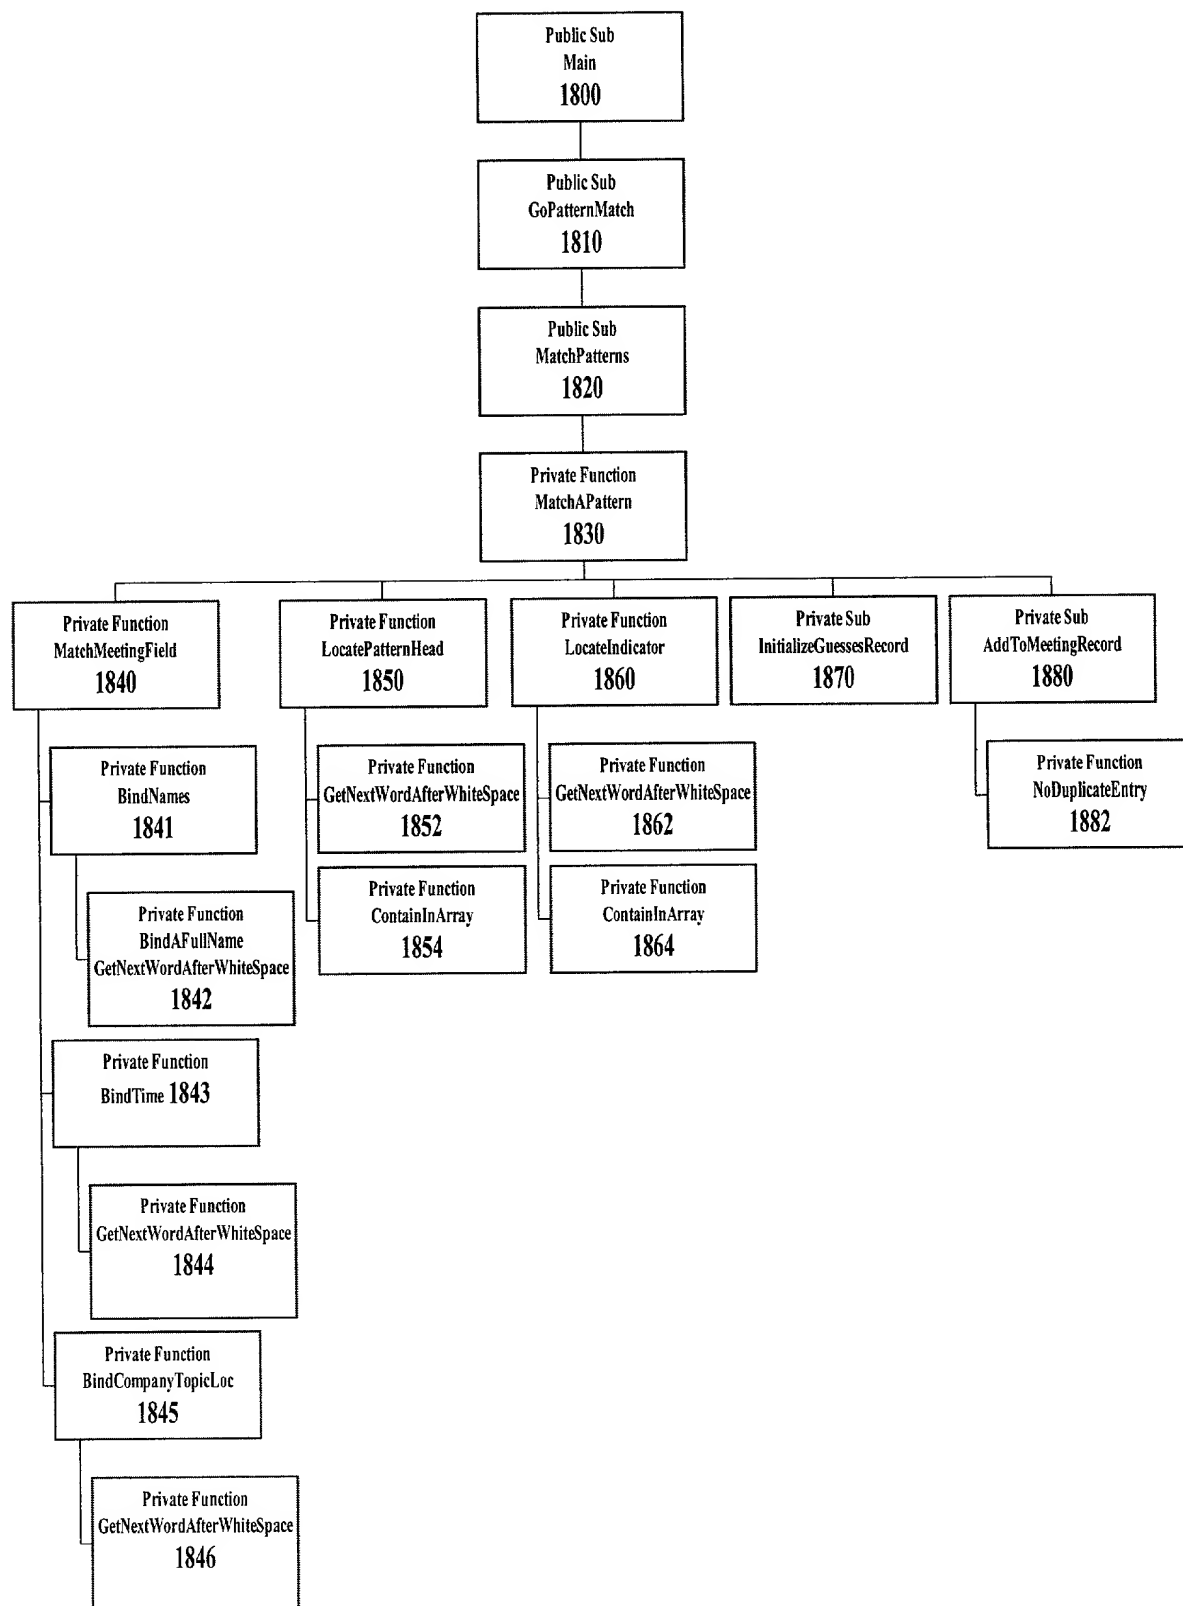 Public Sub
Main
1800
Public Sub
GoPatternMatch
1810
Public Sub
MatchPatterns
1820
Private Function
MatchAPattern
1830
Private Function
MatchMeetingField
1840
Private Function
LocatePatternHead
1850
Private Function
LocateIndicator
1860
Private Sub
InitializeGuessesRecord
1870
Private Sub
AddToMeetingRecord
1880
Private Function
BindNames
1841
Private Function
GetNextWordAfterWhiteSpace
1852
Private Function
GetNextWordAfterWhiteSpace
1862
Private Function
NoDuplicateEntry
1882
Private Function
ContainInArray
1854
Private Function
ContainInArray
1864
Private Function
BindAFullName
GetNextWordAfterWhiteSpace
1842
Private Function
BindTime 1843
Private Function
GetNextWordAfterWhiteSpace
1844
Private Function
BindCompanyTopicLoc
1845
Private Function
GetNextWordAfterWhiteSpace
1846